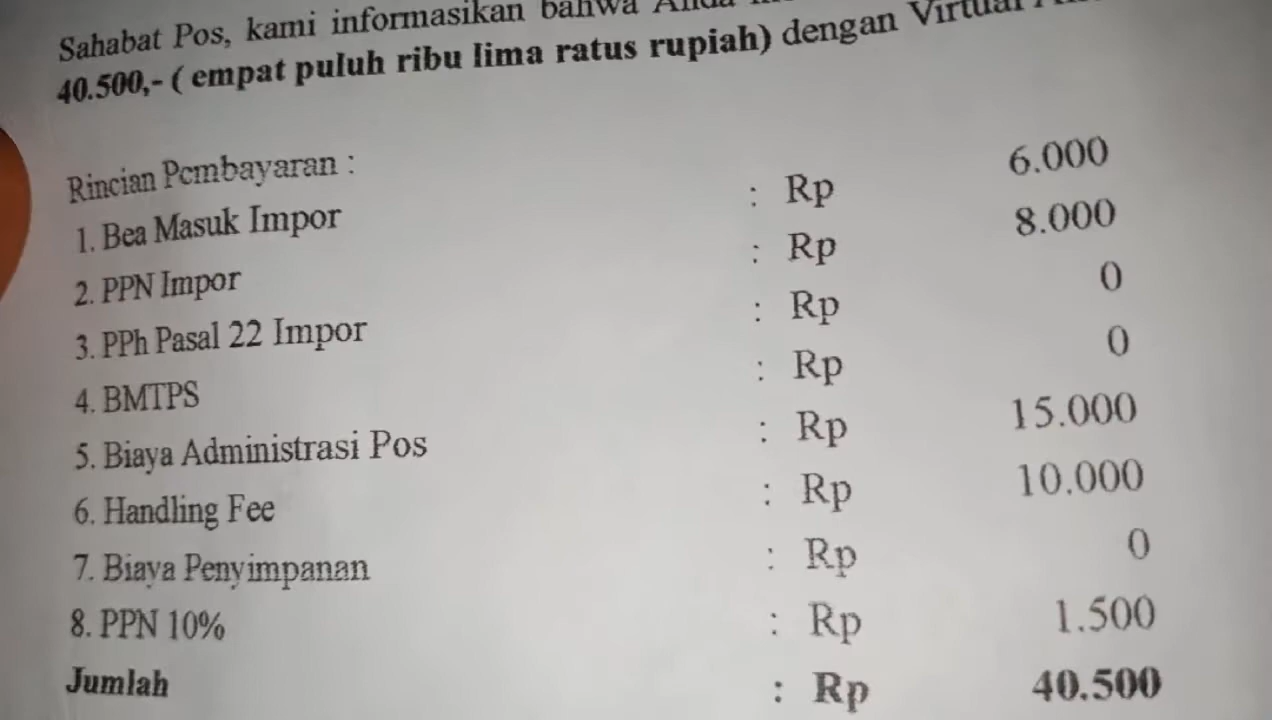 Sahabat Pos, kami informasikan bahwa Anda
40.500,- ( empat puluh ribu lima ratus rupiah) dengan Virtual
Rincian Pembayaran :
1. Bea Masuk Impor : Rp 6.000
2. PPN Impor : Rp 8.000
3. PPh Pasal 22 Impor : Rp 0
4. BMTPS : Rp 0
5. Biaya Administrasi Pos : Rp 15.000
6. Handling Fee : Rp 10.000
7. Biaya Penyimpanan : Rp 0
8. PPN 10% : Rp 1.500
Jumlah : Rp 40.500